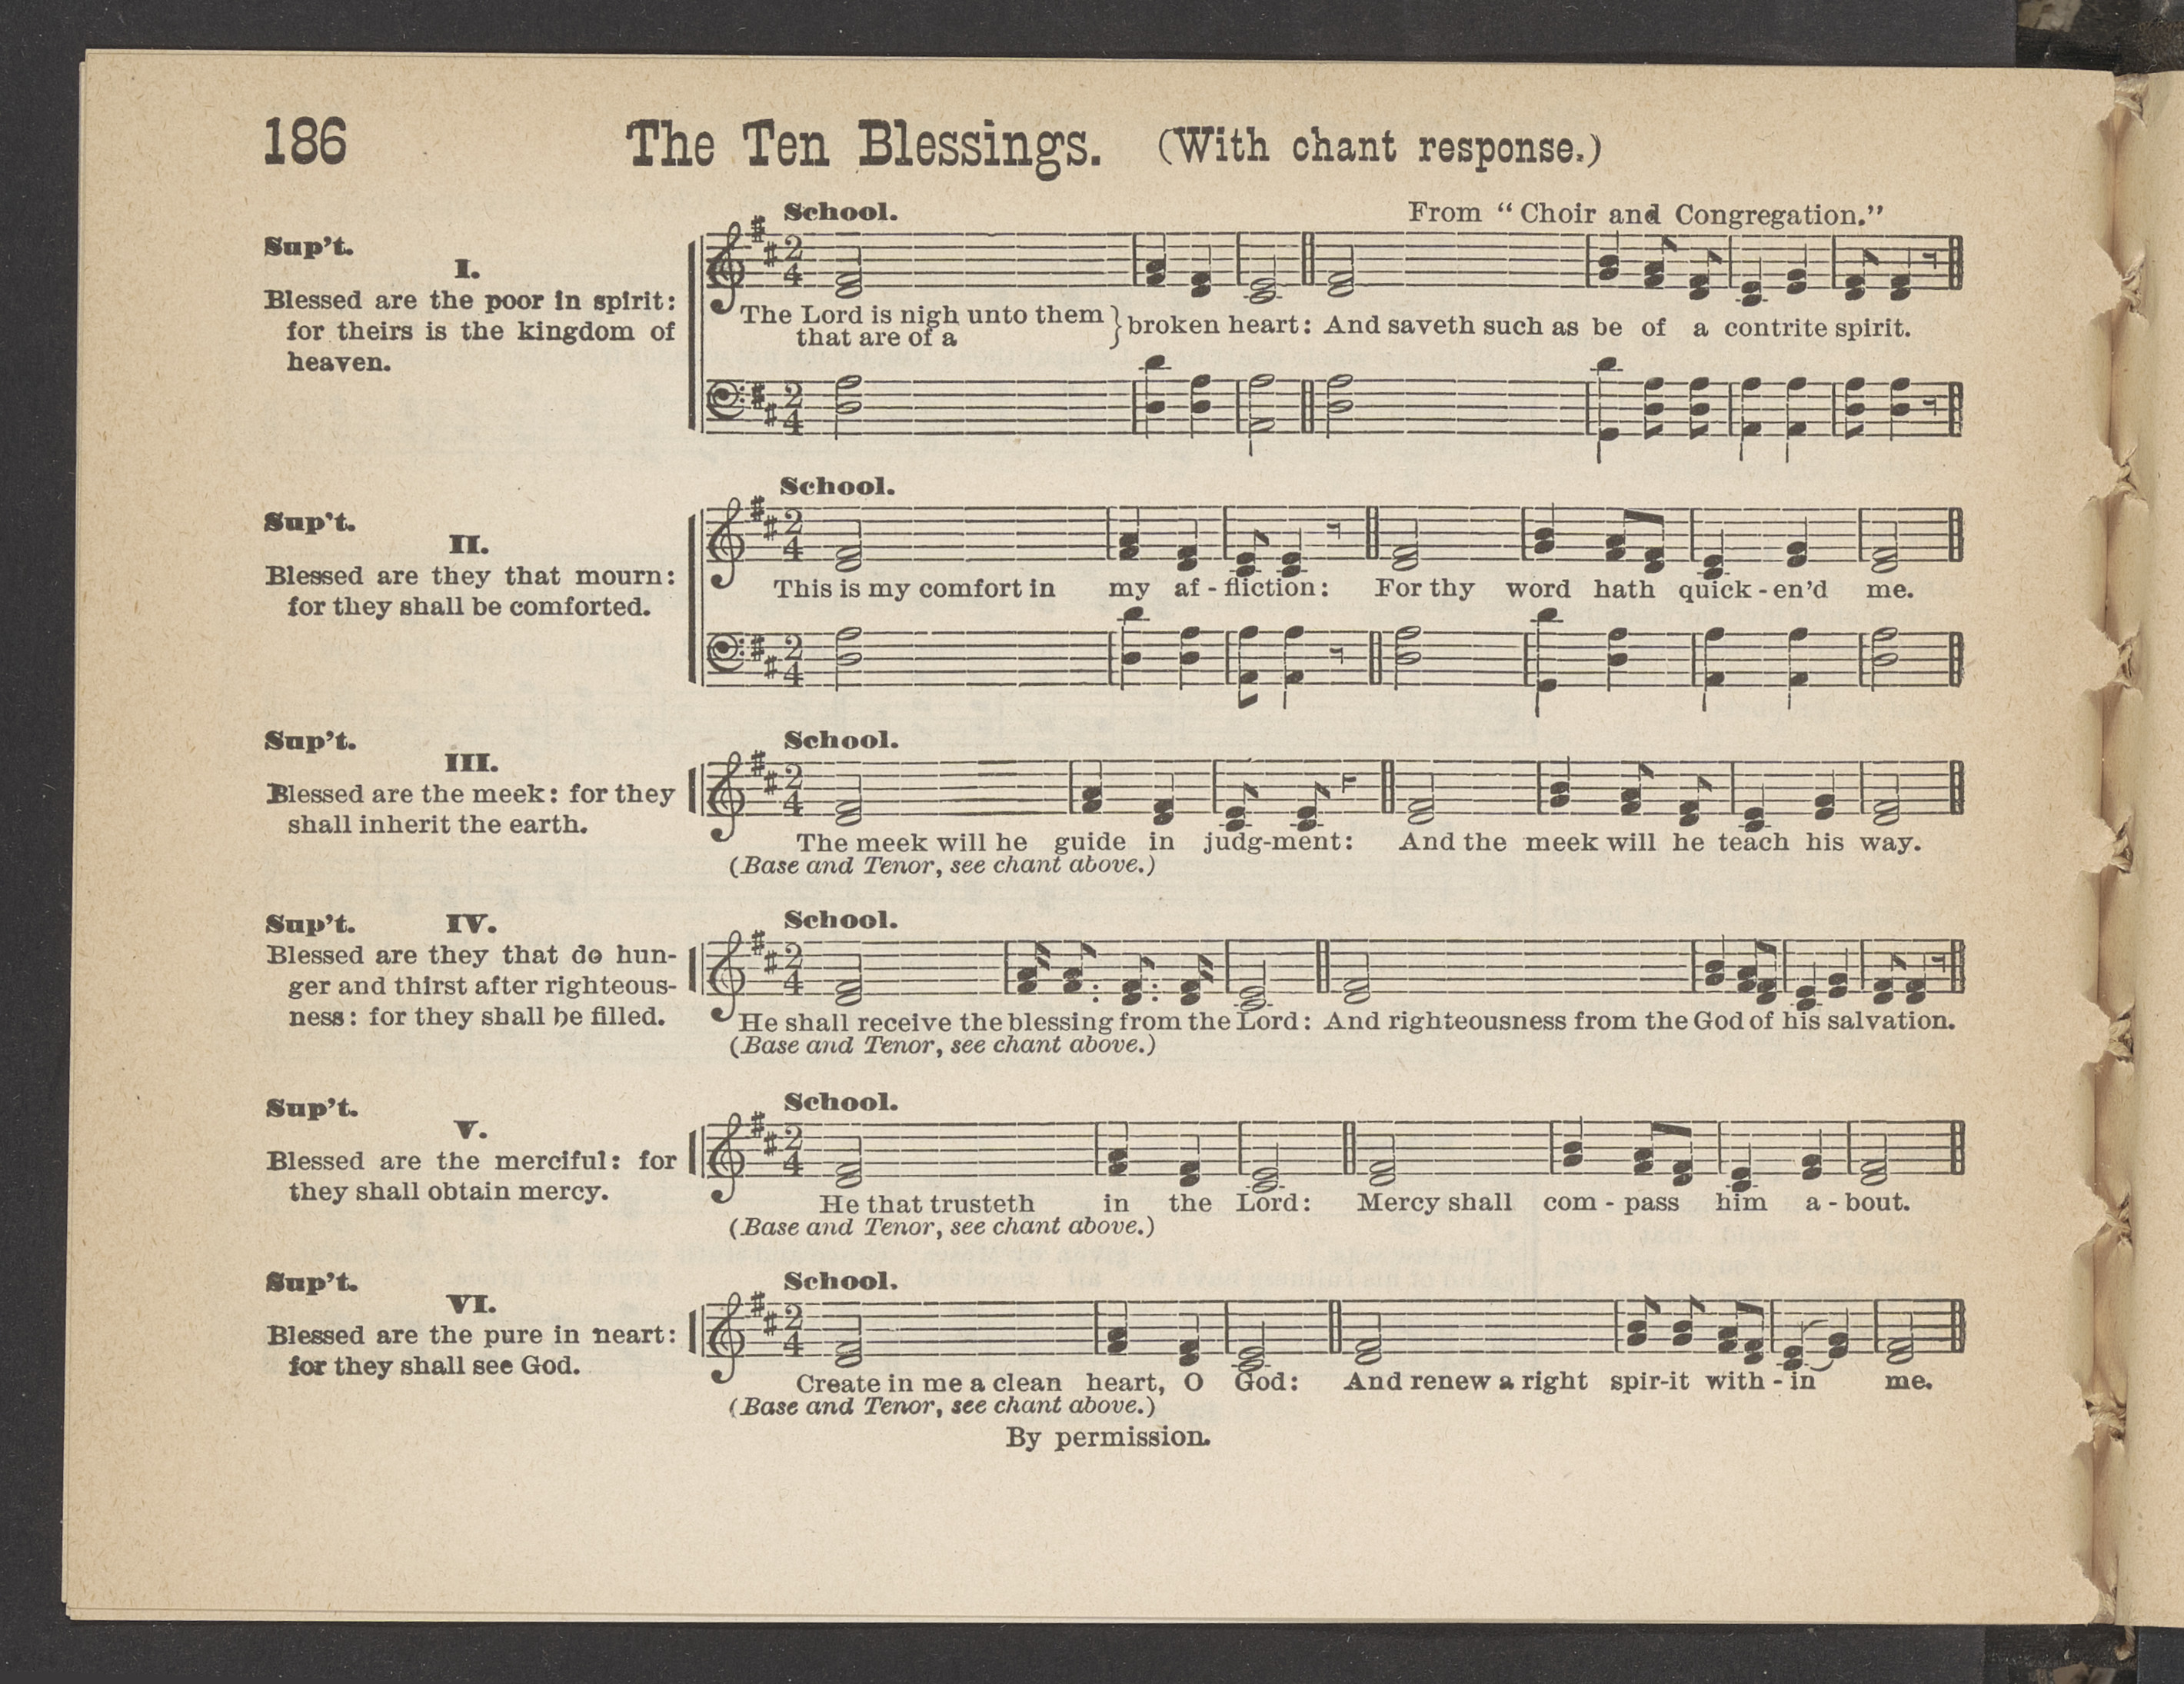 186
The Ten Blessings. (With chant response.)
From “Choir and Congregation.”
Sup't.
I.
Blessed are the poor in spirit:
for theirs is the kingdom of
heaven.
School.
2
4
The Lord is nigh unto them
that are of a
broken heart: And saveth such as be of a contrite spirit.
2
4
Sup't.
II.
Blessed are they that mourn:
for they shall be comforted.
School.
2
4
This is my comfort in my af - fliction: For thy word hath quick - en'd me.
2
4
Sup't.
III.
Blessed are the meek: for they
shall inherit the earth.
School.
2
4
The meek will he guide in judg-ment: And the meek will he teach his way.
(Base and Tenor, see chant above.)
Sup't. IV.
Blessed are they that do hun-
ger and thirst after righteous-
ness: for they shall be filled.
School.
2
4
He shall receive the blessing from the Lord: And righteousness from the God of his salvation.
(Base and Tenor, see chant above.)
Sup't.
V.
Blessed are the merciful: for
they shall obtain mercy.
School.
2
4
He that trusteth in the Lord: Mercy shall com - pass him a - bout.
(Base and Tenor, see chant above.)
Sup't.
VI.
Blessed are the pure in neart:
for they shall see God.
School.
2
4
Create in me a clean heart, O God: And renew a right spir-it with - in me.
(Base and Tenor, see chant above.)
By permission.